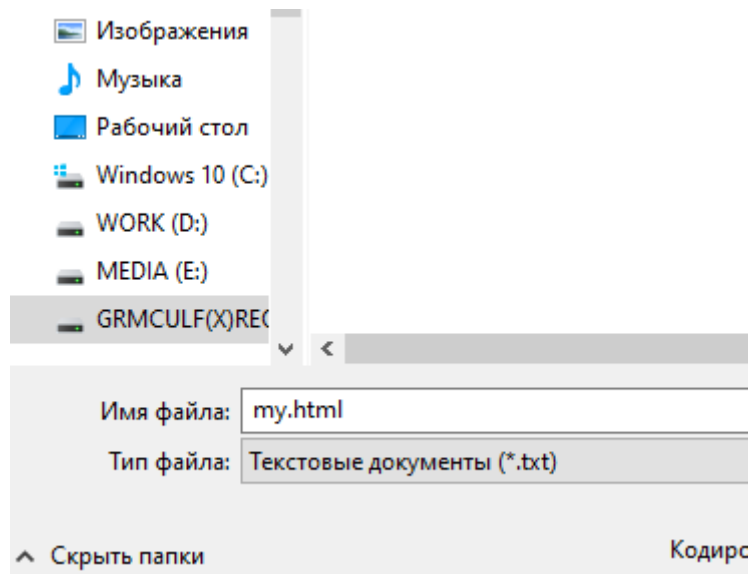 Изображения
Музыка
Рабочий стол
Windows 10 (C:)
WORK (D:)
MEDIA (E:)
GRMCULF(X)REC
Имя файла: my.html
Тип файла: Текстовые документы (*.txt)
Скрыть папки
Кодиро